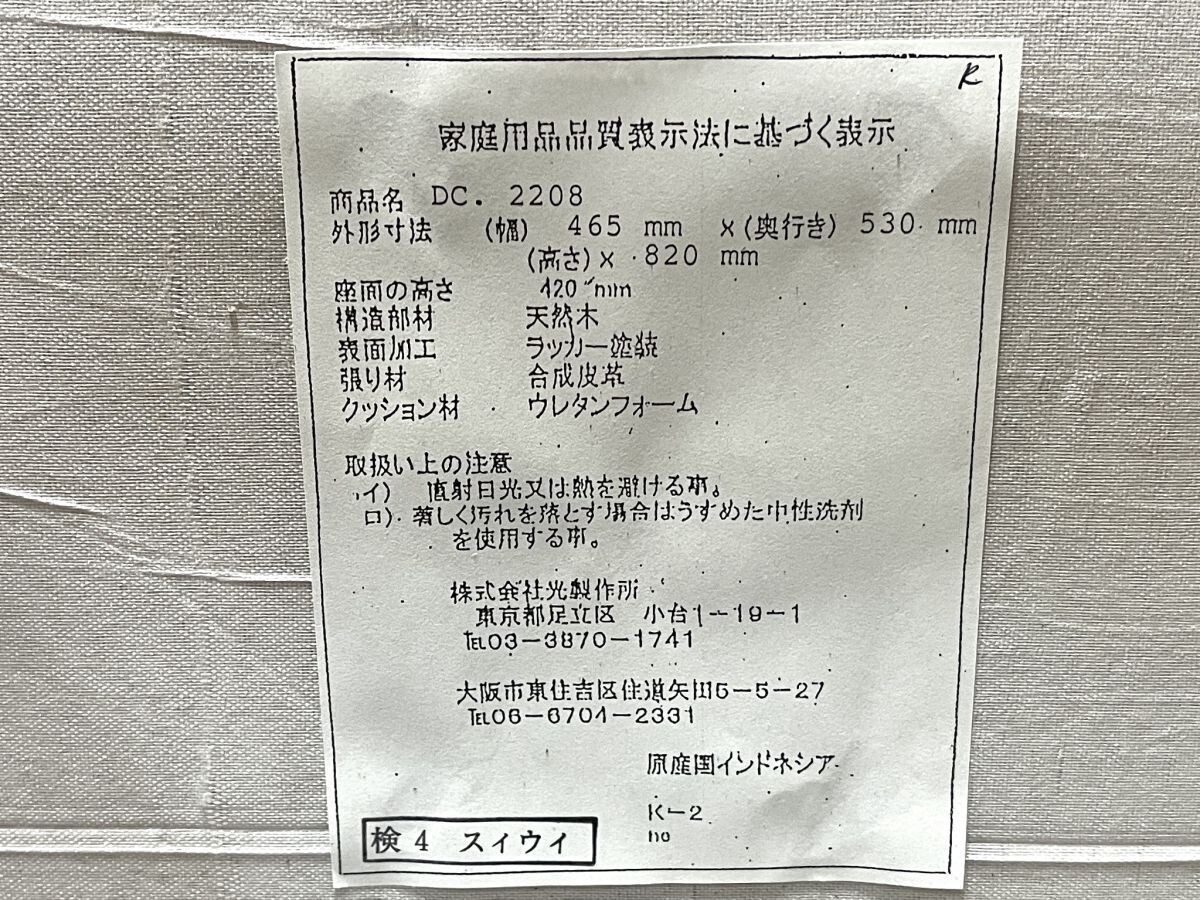 R
家庭用品品質表示法に基づく表示
商品名 DC. 2208
外形寸法 (幅) 465 mm ×(奥行き) 530 mm
(高さ)× 820 mm
座面の高さ 420 mm
構造部材 天然木
表面加工 ラッカー塗装
張り材 合成皮革
クッション材 ウレタンフォーム
取扱い上の注意
イ) 直射日光又は熱を避ける事。
ロ) 著しく汚れを落とす場合はうすめた中性洗剤
を使用する事。
株式会社光製作所
東京都足立区 小台1-19-1
℡03-3870-1741
大阪市東住吉区住道矢田5-5-27
℡06-6704-2331
原産国インドネシア
K-2
no
検4 スイウイ